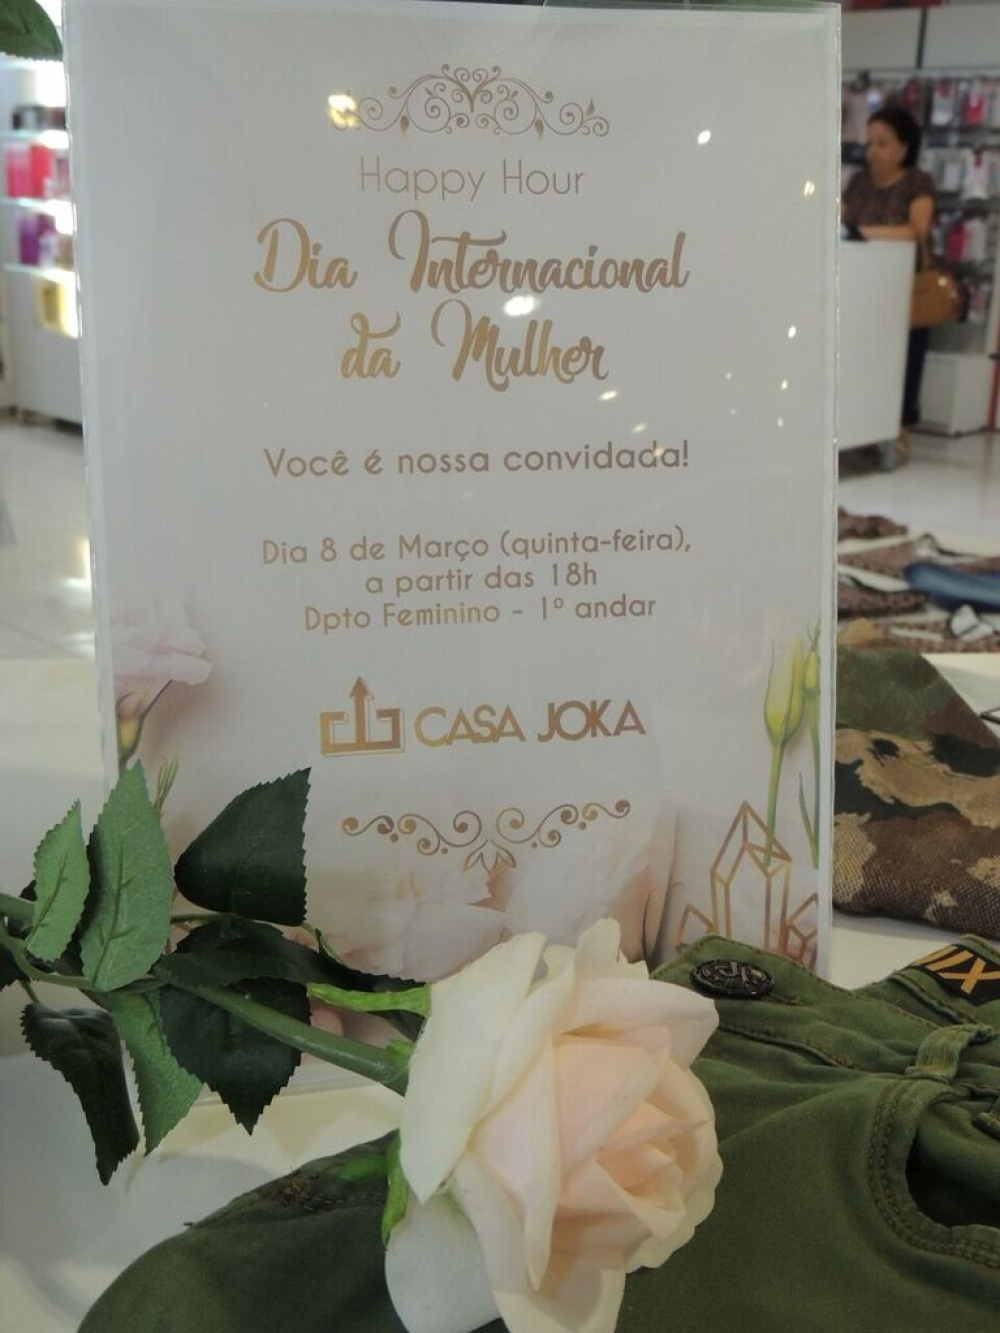 Happy Hour
Dia Internacional
da Mulher
Você é nossa convidada!
Dia 8 de Março (quinta-feira),
a partir das 18h
Dpto Feminino - 1º andar
CASA JOKA